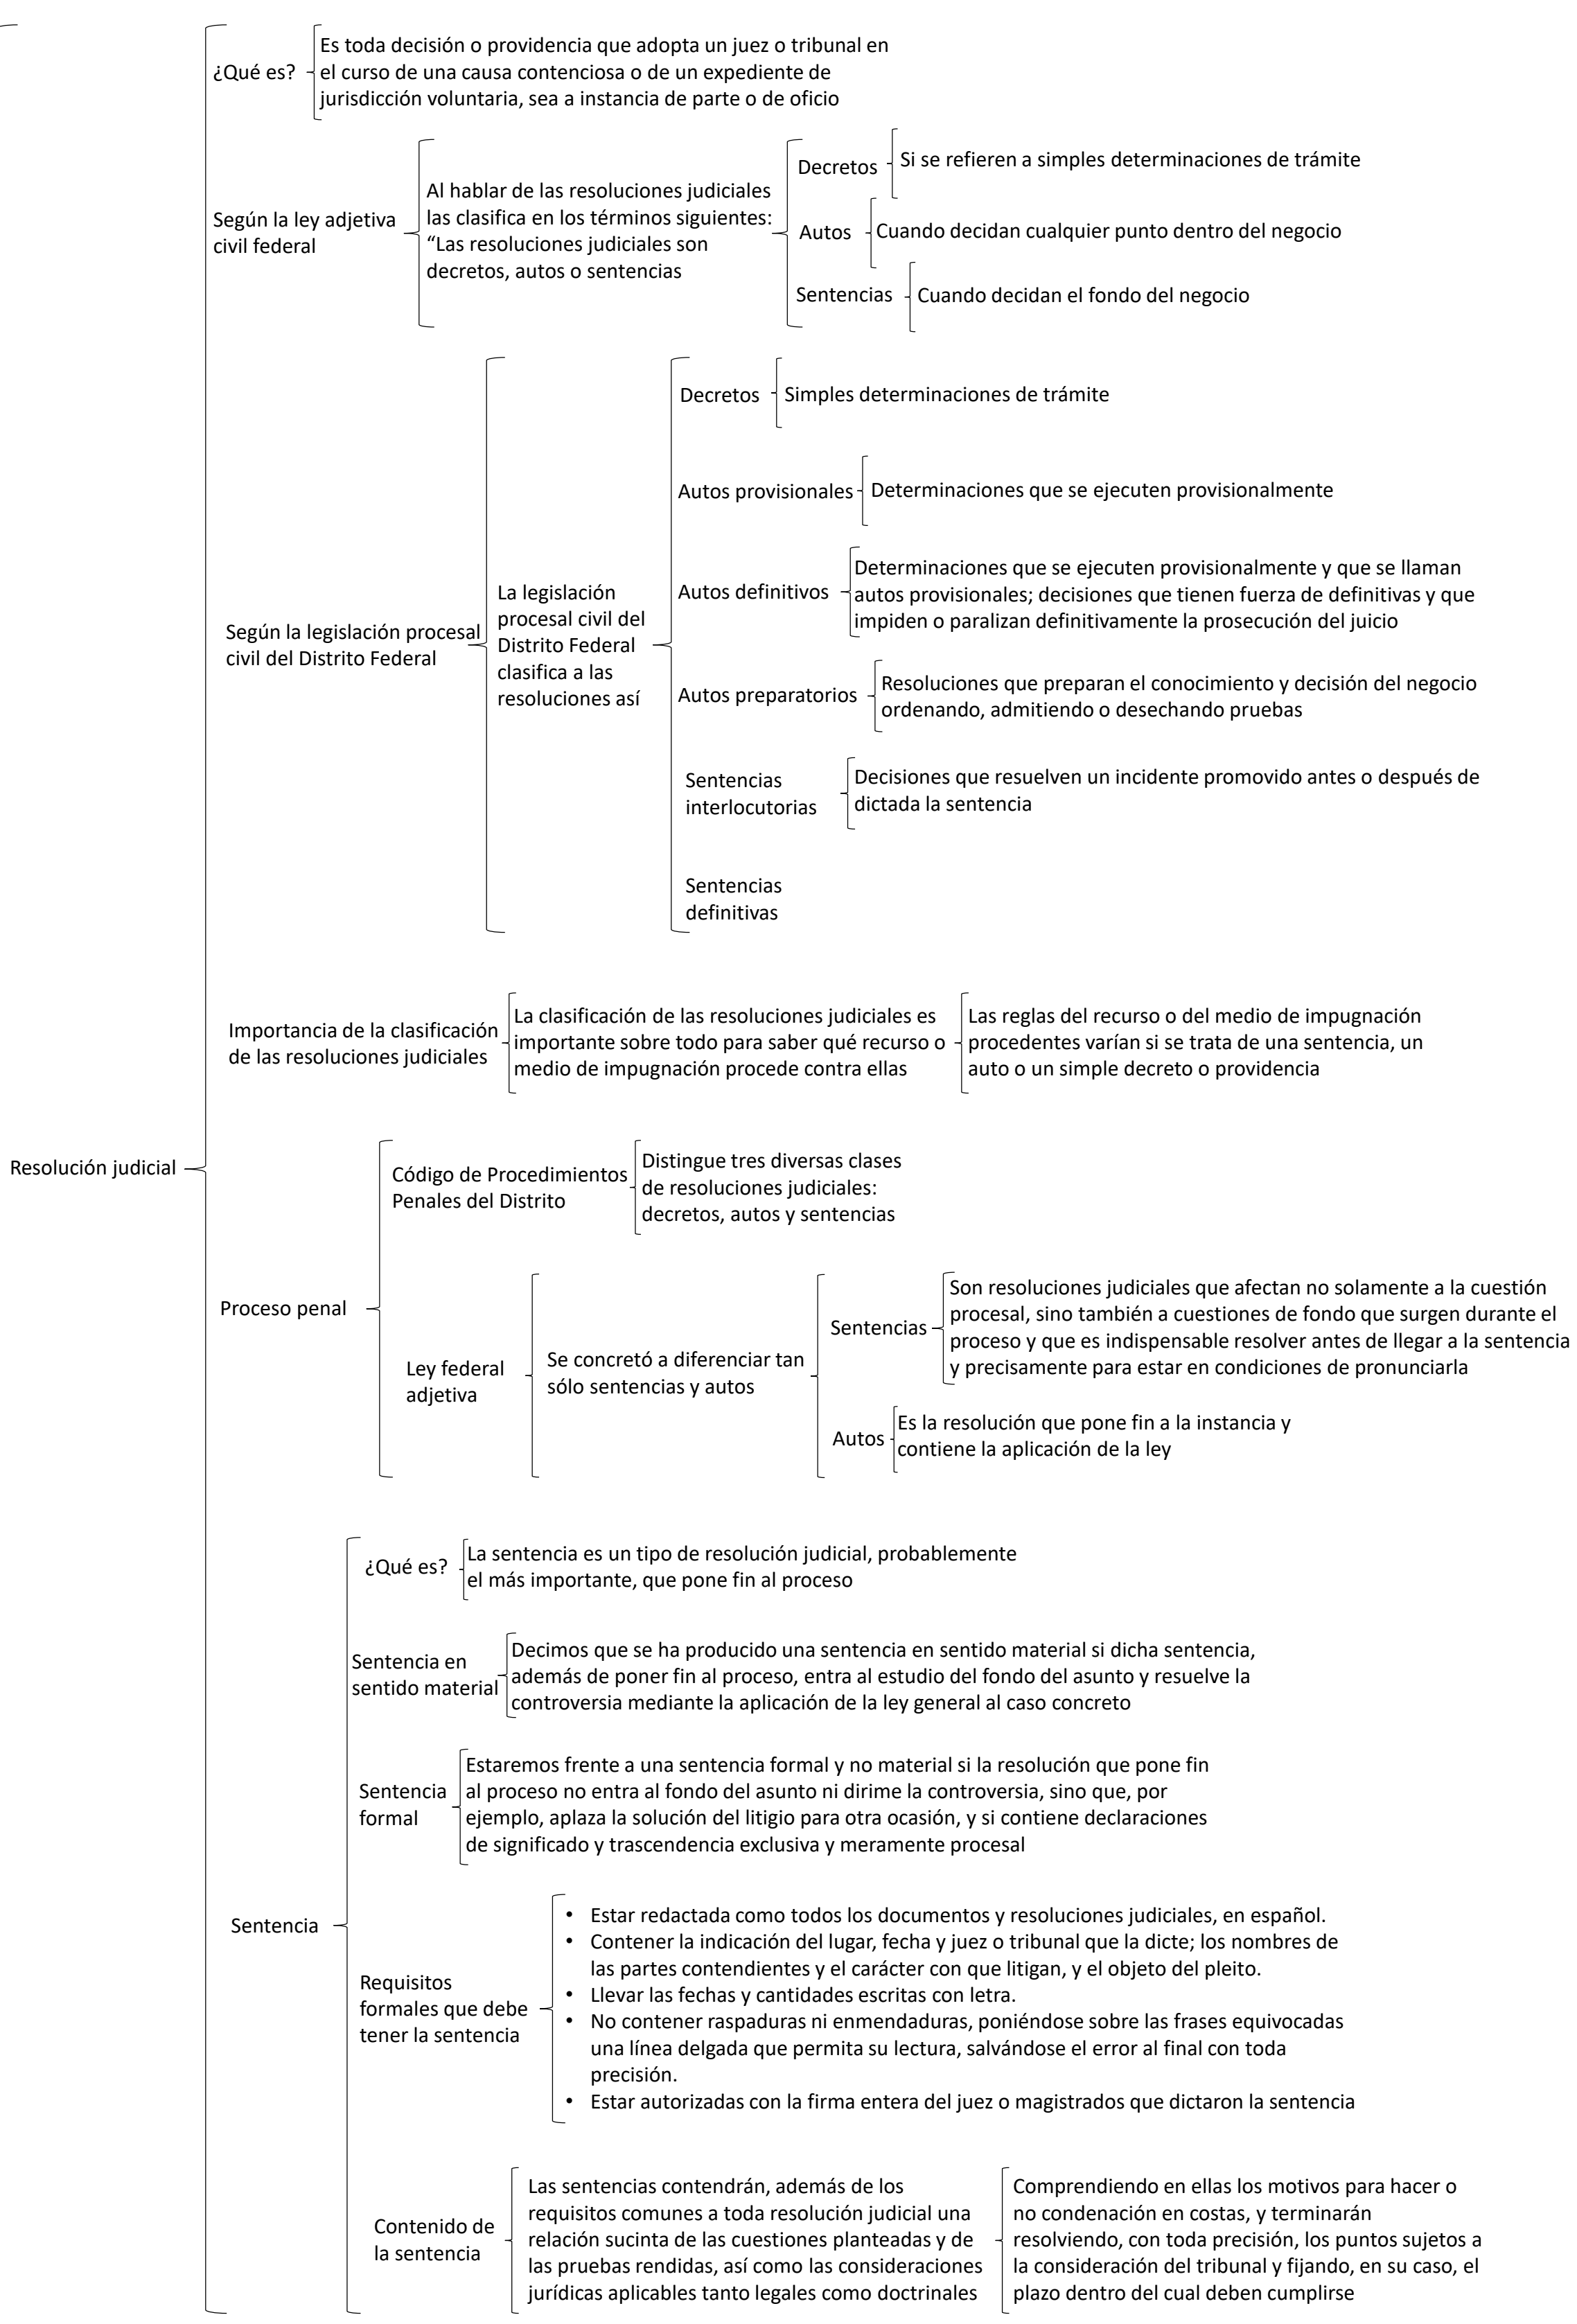 Resolución judicial
¿Qué es?
Es toda decisión o providencia que adopta un juez o tribunal en
el curso de una causa contenciosa o de un expediente de
jurisdicción voluntaria, sea a instancia de parte o de oficio
Según la ley adjetiva
civil federal
Al hablar de las resoluciones judiciales
las clasifica en los términos siguientes:
“Las resoluciones judiciales son
decretos, autos o sentencias
Decretos
Si se refieren a simples determinaciones de trámite
Autos
Cuando decidan cualquier punto dentro del negocio
Sentencias
Cuando decidan el fondo del negocio
Según la legislación procesal
civil del Distrito Federal
La legislación
procesal civil del
Distrito Federal
clasifica a las
resoluciones así
Decretos
Simples determinaciones de trámite
Autos provisionales
Determinaciones que se ejecuten provisionalmente
Autos definitivos
Determinaciones que se ejecuten provisionalmente y que se llaman
autos provisionales; decisiones que tienen fuerza de definitivas y que
impiden o paralizan definitivamente la prosecución del juicio
Autos preparatorios
Resoluciones que preparan el conocimiento y decisión del negocio
ordenando, admitiendo o desechando pruebas
Sentencias
interlocutorias
Decisiones que resuelven un incidente promovido antes o después de
dictada la sentencia
Sentencias
definitivas
Importancia de la clasificación
de las resoluciones judiciales
La clasificación de las resoluciones judiciales es
importante sobre todo para saber qué recurso o
medio de impugnación procede contra ellas
Las reglas del recurso o del medio de impugnación
procedentes varían si se trata de una sentencia, un
auto o un simple decreto o providencia
Proceso penal
Código de Procedimientos
Penales del Distrito
Distingue tres diversas clases
de resoluciones judiciales:
decretos, autos y sentencias
Ley federal
adjetiva
Se concretó a diferenciar tan
sólo sentencias y autos
Sentencias
Son resoluciones judiciales que afectan no solamente a la cuestión
procesal, sino también a cuestiones de fondo que surgen durante el
proceso y que es indispensable resolver antes de llegar a la sentencia
y precisamente para estar en condiciones de pronunciarla
Autos
Es la resolución que pone fin a la instancia y
contiene la aplicación de la ley
Sentencia
¿Qué es?
La sentencia es un tipo de resolución judicial, probablemente
el más importante, que pone fin al proceso
Sentencia en
sentido material
Decimos que se ha producido una sentencia en sentido material si dicha sentencia,
además de poner fin al proceso, entra al estudio del fondo del asunto y resuelve la
controversia mediante la aplicación de la ley general al caso concreto
Sentencia
formal
Estaremos frente a una sentencia formal y no material si la resolución que pone fin
al proceso no entra al fondo del asunto ni dirime la controversia, sino que, por
ejemplo, aplaza la solución del litigio para otra ocasión, y si contiene declaraciones
de significado y trascendencia exclusiva y meramente procesal
Requisitos
formales que debe
tener la sentencia
• Estar redactada como todos los documentos y resoluciones judiciales, en español.
• Contener la indicación del lugar, fecha y juez o tribunal que la dicte; los nombres de
las partes contendientes y el carácter con que litigan, y el objeto del pleito.
• Llevar las fechas y cantidades escritas con letra.
• No contener raspaduras ni enmendaduras, poniéndose sobre las frases equivocadas
una línea delgada que permita su lectura, salvándose el error al final con toda
precisión.
• Estar autorizadas con la firma entera del juez o magistrados que dictaron la sentencia
Contenido de
la sentencia
Las sentencias contendrán, además de los
requisitos comunes a toda resolución judicial una
relación sucinta de las cuestiones planteadas y de
las pruebas rendidas, así como las consideraciones
jurídicas aplicables tanto legales como doctrinales
Comprendiendo en ellas los motivos para hacer o
no condenación en costas, y terminarán
resolviendo, con toda precisión, los puntos sujetos a
la consideración del tribunal y fijando, en su caso, el
plazo dentro del cual deben cumplirse